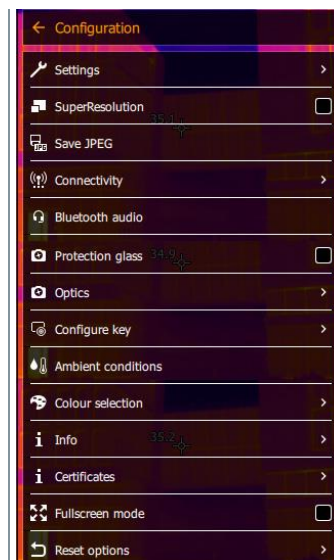 Configuration
Settings
SuperResolution
35.1
Save JPEG
Connectivity
Bluetooth audio
Protection glass
34.9
Optics
Configure key
Ambient conditions
Colour selection
Info
35.2
Certificates
Fullscreen mode
Reset options